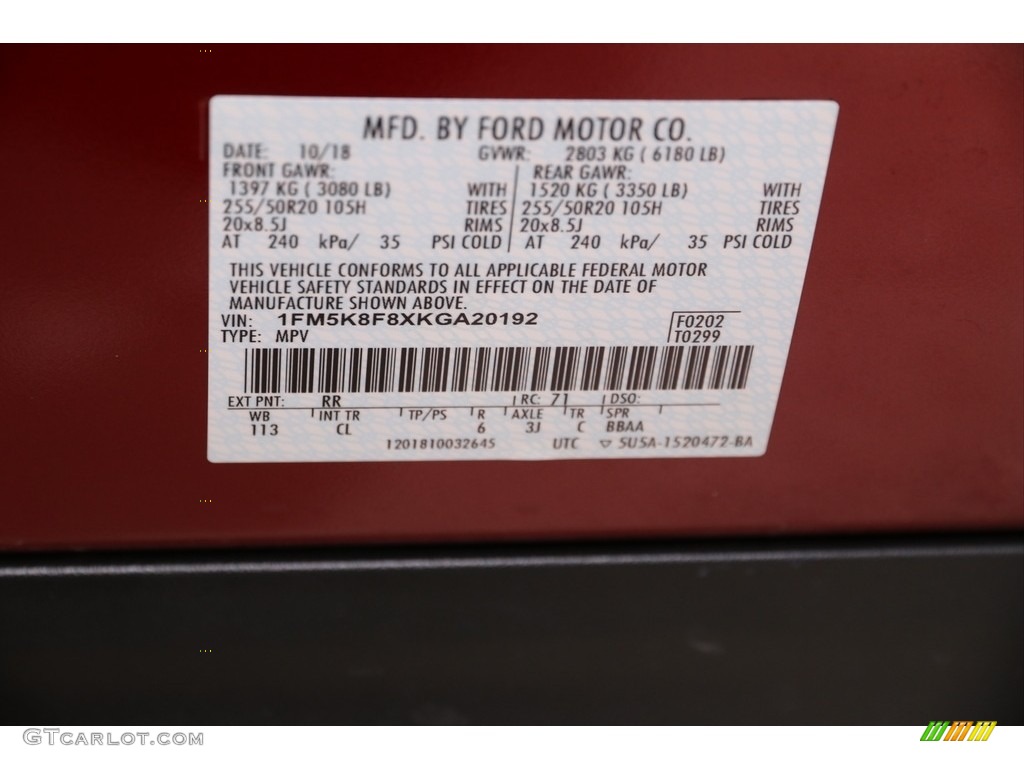 MFD. BY FORD MOTOR CO.
DATE: 10/18 GVWR: 2803 KG ( 6180 LB)
FRONT GAWR: REAR GAWR:
1397 KG ( 3080 LB) WITH 1520 KG ( 3350 LB) WITH
255/50R20 105H TIRES 255/50R20 105H TIRES
20x8.5J RIMS 20x8.5J RIMS
AT 240 kPa/ 35 PSI COLD AT 240 kPa/ 35 PSI COLD
THIS VEHICLE CONFORMS TO ALL APPLICABLE FEDERAL MOTOR
VEHICLE SAFETY STANDARDS IN EFFECT ON THE DATE OF
MANUFACTURE SHOWN ABOVE.
VIN: 1FM5K8F8XKGA20192 F0202
TYPE: MPV T0299
EXT PNT: RR RC: 71 DSO:
WB INT TR TP/PS R AXLE TR SPR
113 CL 6 3J C BBAA
1201810032645 UTC SU5A-1520472-BA
GTCARLOT.COM